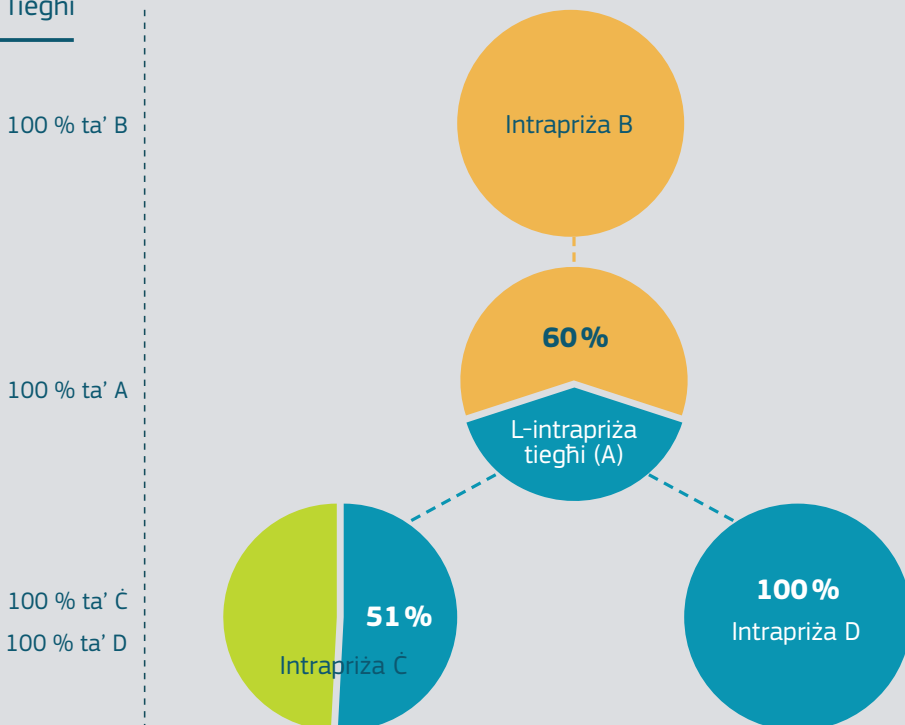 Tiegħi
100 % ta' B
Intrapriża B
60 %
100 % ta' A
L-intrapriża
tiegħi (A)
100 % ta' Ċ
100 % ta' D
51 %
Intrapriża Ċ
100 %
Intrapriża D